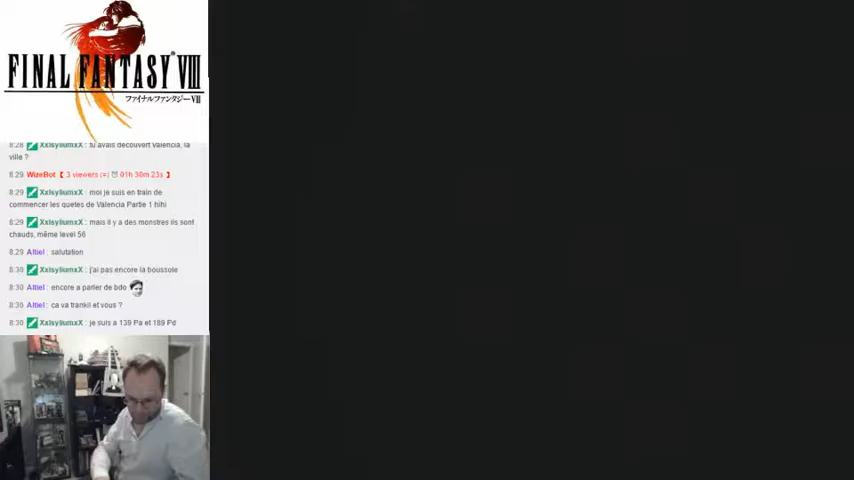 FINAL FANTASY VIII
ファイナルファンタジーVIII
8:28 XxIsyliumxX : tu avais découvert Valencia, la
ville ?
8:29 WizeBot 【 3 viewers (=) 01h 30m 23s 】
8:29 XxIsyliumxX : moi je suis en train de
commencer les quetes de Valencia Partie 1 hihi
8:29 XxIsyliumxX : mais il y a des monstres ils sont
chauds, même level 56
8:29 Altiel : salutation
8:30 XxIsyliumxX : j'ai pas encore la boussole
8:30 Altiel : encore a parler de bdo
8:30 Altiel : ca va trankil et vous ?
8:30 XxIsyliumxX : je suis a 139 Pa et 189 Pd